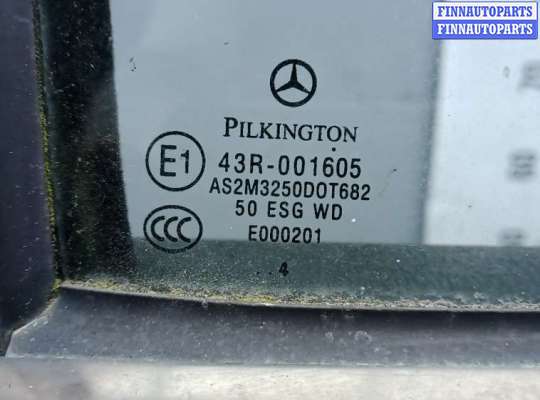 FINNAUTOPARTS
FINNAUTOPARTS
PILKINGTON
E1
43R-001605
AS2M3250DOT682
50 ESG WD
CCC
E000201
. . 4